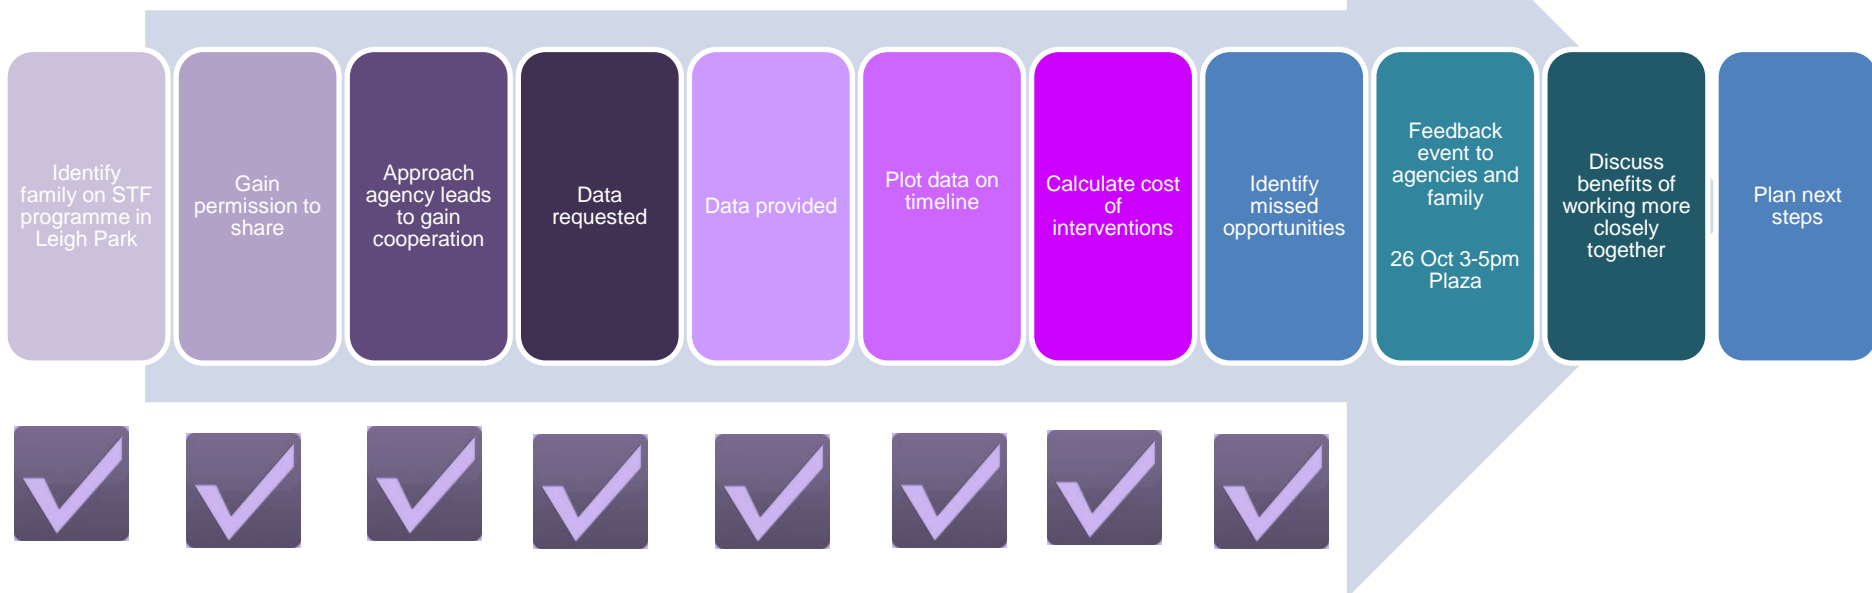 Identify
family on STF
programme in
Leigh Park
Gain
permission to
share
Approach
agency leads
to gain
cooperation
Data
requested
Data provided
Plot data on
timeline
Calculate cost
of
interventions
Identify
missed
opportunities
Feedback
event to
agencies and
family
26 Oct 3-5pm
Plaza
Discuss
benefits of
working more
closely
together
Plan next
steps